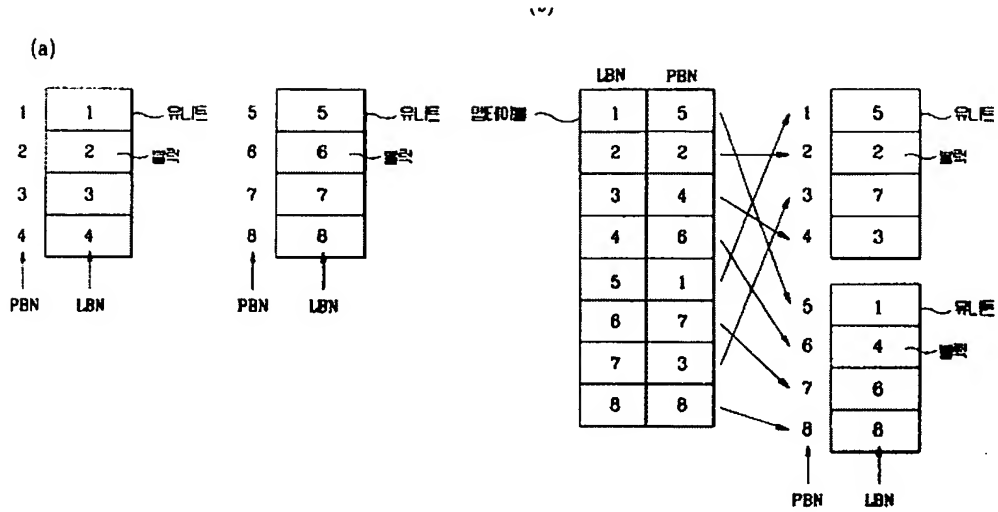 (a)
1 1 유니트
2 2 블럭
3 3
4 4
PBN LBN
5 5 유니트
6 6 블럭
7 7
8 8
PBN LBN
LBN PBN
맵테이블
1 5
2 2
3 4
4 6
5 1
6 7
7 3
8 8
1 5 유니트
2 2 블럭
3 7
4 3
5 1 유니트
6 4 블럭
7 6
8 8
PBN LBN